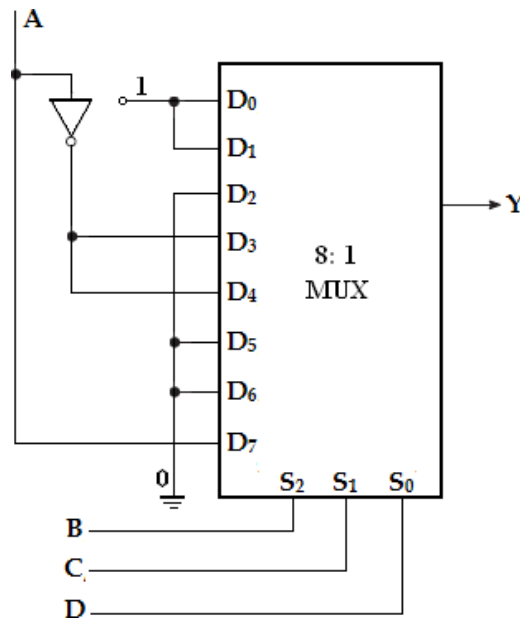 A
1
D₀
D₁
D₂
D₃
D₄
D₅
D₆
D₇
8: 1
MUX
Y
0
S₂ S₁ S₀
B
C
D